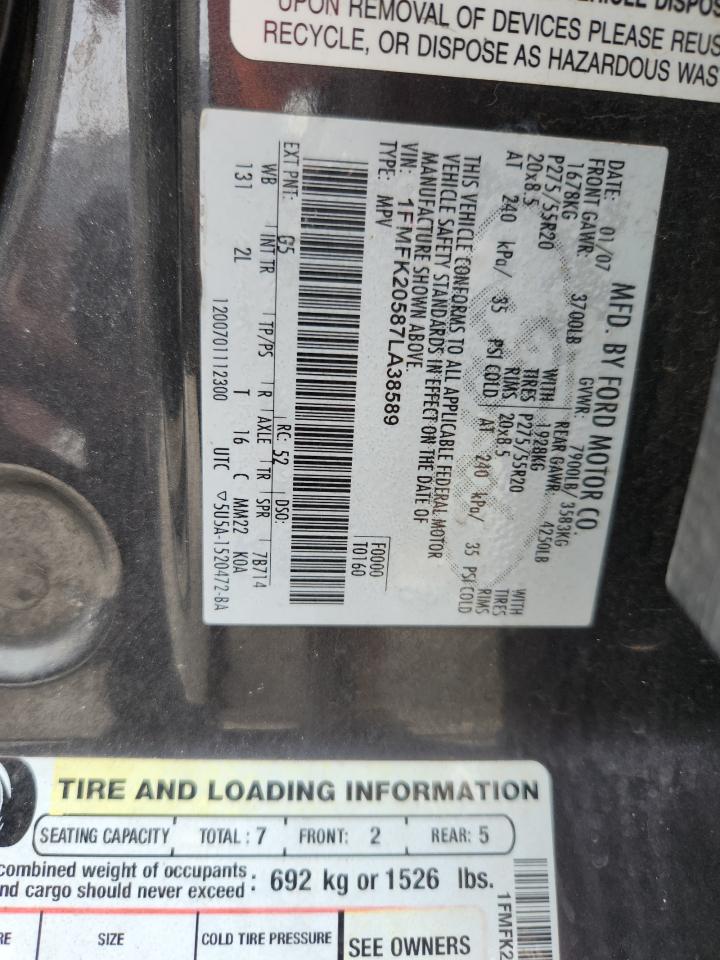 VEHICLE DISPOS
UPON REMOVAL OF DEVICES PLEASE REUS
RECYCLE, OR DISPOSE AS HAZARDOUS WAS
MFD. BY FORD MOTOR CO.
DATE: 01/07 GVWR: 7900LB/ 3583KG
FRONT GAWR: 3700LB REAR GAWR: 4250LB
1678KG WITH 1928KG WITH
P275/55R20 TIRES P275/55R20 TIRES
20x8.5 RIMS 20x8.5 RIMS
AT 240 kPa/ 35 PSI COLD AT 240 kPa/ 35 PSI COLD
THIS VEHICLE CONFORMS TO ALL APPLICABLE FEDERAL MOTOR
VEHICLE SAFETY STANDARDS IN EFFECT ON THE DATE OF
MANUFACTURE SHOWN ABOVE.
VIN: 1FMFK20587LA38589 F0000
TYPE: MPV T0160
EXT PNT: G5 RC: 52 DSO:
WB INT TR TP/PS R AXLE TR SPR 7B714
131 2L T 16 C MM22 K0A
1200701112300 UTC ▽5U5A-1520472-BA
TIRE AND LOADING INFORMATION
SEATING CAPACITY TOTAL : 7 FRONT: 2 REAR: 5
combined weight of occupants
nd cargo should never exceed : 692 kg or 1526 lbs.
RE SIZE COLD TIRE PRESSURE SEE OWNERS
1FMFK2